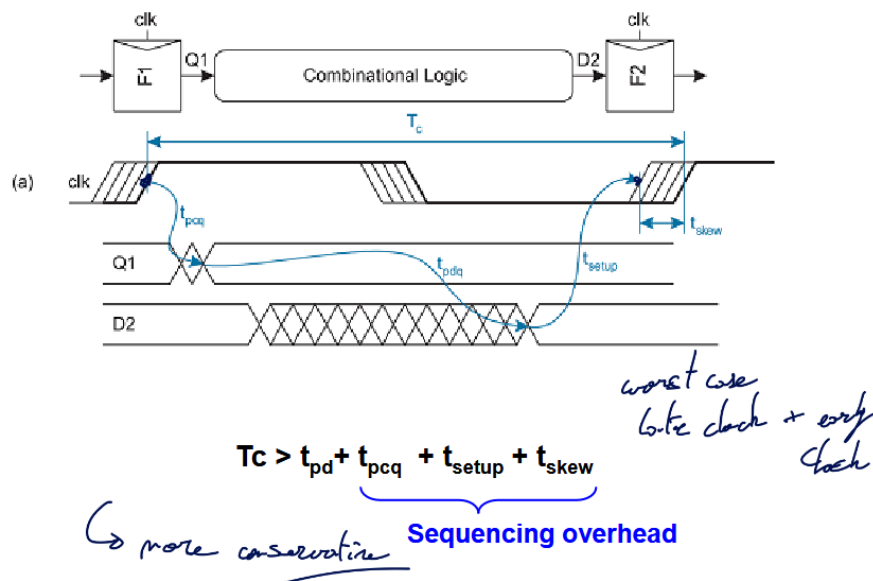 clk
clk
F1
Q1
Combinational Logic
D2
F2
Tc
(a)
clk
tpcq
tskew
Q1
tpdq
tsetup
D2
worst case
late clock + early
clock
Tc > tpd+ tpcq + tsetup + tskew
Sequencing overhead
more conservative